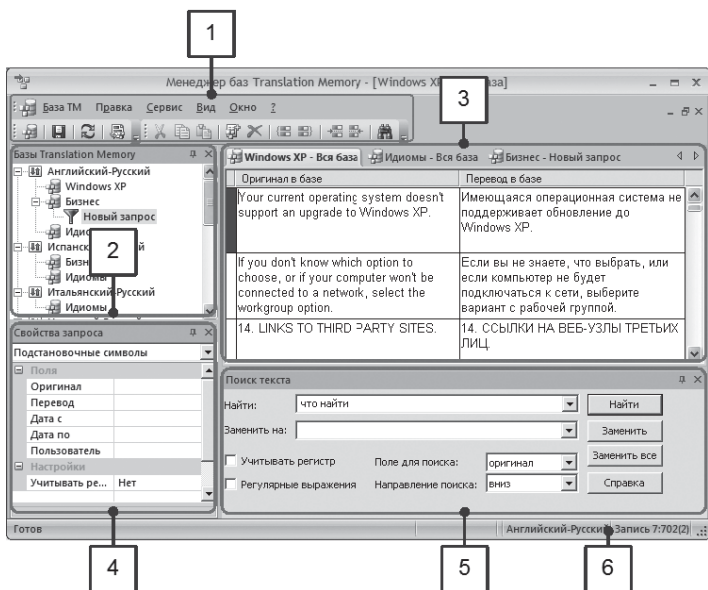 1
Менеджер баз Translation Memory - [Windows XP
3
База ТМ Правка Сервис Вид Окно ?
Базы Translation Memory
Английский-Русский
Windows XP
Бизнес
Новый запрос
2
Идиомы
Итальянский-Русский
Идиомы
Windows XP - Вся база Идиомы - Вся база Бизнес - Новый запрос
Оригинал в базе Перевод в базе
Your current operating system doesn't
support an upgrade to Windows XP.
Имеющаяся операционная система не
поддерживает обновление до
Windows XP.
If you don't know which option to
choose, or if your computer won't be
connected to a network, select the
workgroup option.
Если вы не знаете, что выбрать, или
если компьютер не будет
подключаться к сети, выберите
вариант с рабочей группой.
14. LINKS TO THIRD PARTY SITES.
14. ССЫЛКИ НА ВЕБ-УЗЛЫ ТРЕТЬИХ
ЛИЦ.
Свойства запроса
Подстановочные символы
Поля
Оригинал
Перевод
Дата с
Дата по
Пользователь
Настройки
Учитывать ре... Нет
Поиск текста
Найти: что найти Найти
Заменить на: Заменить
Заменить все
Учитывать регистр Поле для поиска: оригинал
Регулярные выражения Направление поиска: вниз Справка
Готов
Английский-Русский Запись 7:702(2)
4
5
6